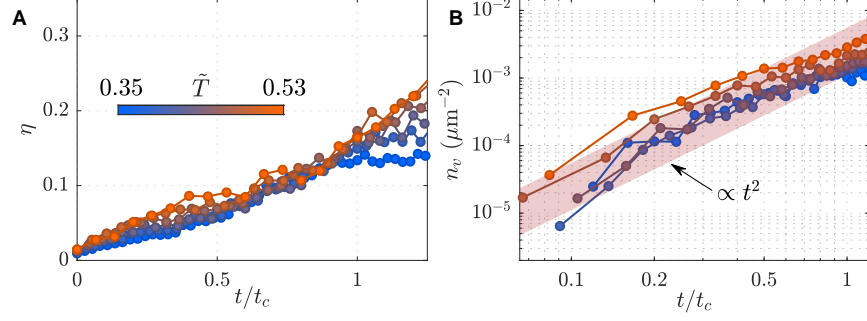 A
η
0.3
0.2
0.1
0
0
0.5
1
t/t_c
0.35 T̃ 0.53
B
n_v (μm⁻²)
10⁻²
10⁻³
10⁻⁴
10⁻⁵
0.1
0.2
0.5
1
t/t_c
∝ t²